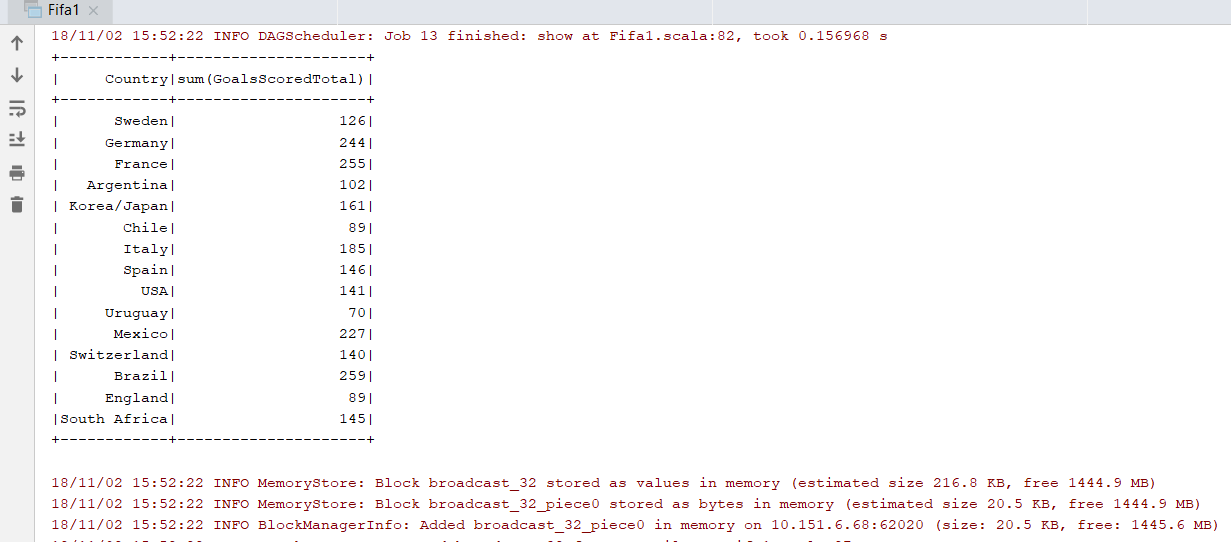 Fifa1
18/11/02 15:52:22 INFO DAGScheduler: Job 13 finished: show at Fifa1.scala:82, took 0.156968 s
+------------+--------------------+
|     Country|sum(GoalsScoredTotal)|
+------------+--------------------+
|      Sweden|                 126|
|     Germany|                 244|
|      France|                 255|
|   Argentina|                 102|
| Korea/Japan|                 161|
|       Chile|                  89|
|       Italy|                 185|
|       Spain|                 146|
|         USA|                 141|
|     Uruguay|                  70|
|      Mexico|                 227|
| Switzerland|                 140|
|      Brazil|                 259|
|     England|                  89|
|South Africa|                 145|
+------------+--------------------+
18/11/02 15:52:22 INFO MemoryStore: Block broadcast_32 stored as values in memory (estimated size 216.8 KB, free 1444.9 MB)
18/11/02 15:52:22 INFO MemoryStore: Block broadcast_32_piece0 stored as bytes in memory (estimated size 20.5 KB, free 1444.9 MB)
18/11/02 15:52:22 INFO BlockManagerInfo: Added broadcast_32_piece0 in memory on 10.151.6.68:62020 (size: 20.5 KB, free: 1445.6 MB)